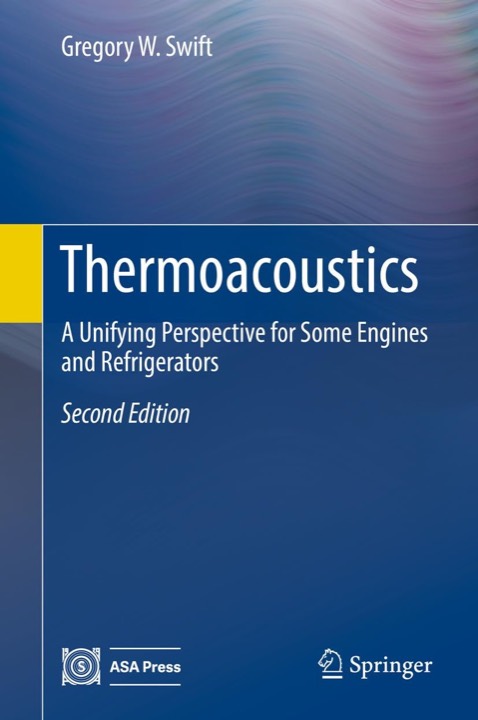 Gregory W. Swift
Thermoacoustics
A Unifying Perspective for Some Engines
and Refrigerators
Second Edition
S
ASA Press
Springer